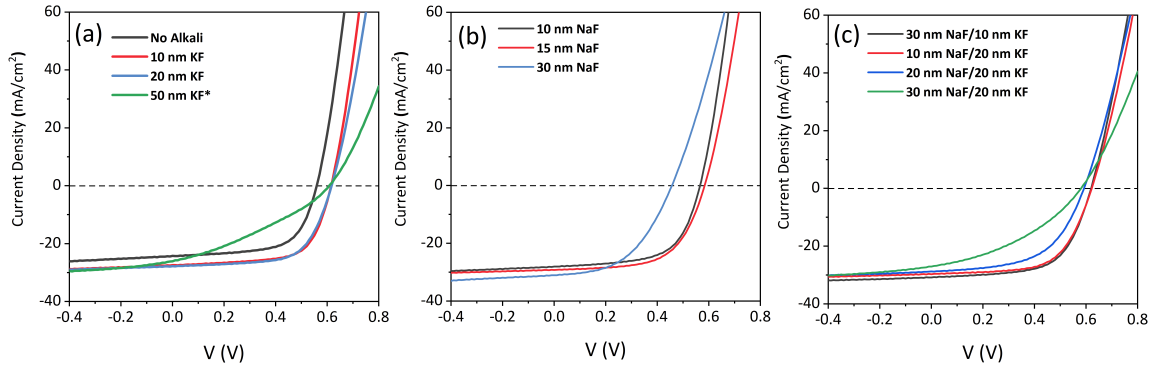 (a)
No Alkali
10 nm KF
20 nm KF
50 nm KF*
Current Density (mA/cm²)
60
40
20
0
-20
-40
-0.4 -0.2 0.0 0.2 0.4 0.6 0.8
V (V)
(b)
10 nm NaF
15 nm NaF
30 nm NaF
60
40
20
0
-20
-40
-0.4 -0.2 0.0 0.2 0.4 0.6 0.8
V (V)
(c)
30 nm NaF/10 nm KF
10 nm NaF/20 nm KF
20 nm NaF/20 nm KF
30 nm NaF/20 nm KF
Current Density (mA/cm²)
60
40
20
0
-20
-40
-0.4 -0.2 0.0 0.2 0.4 0.6 0.8
V (V)